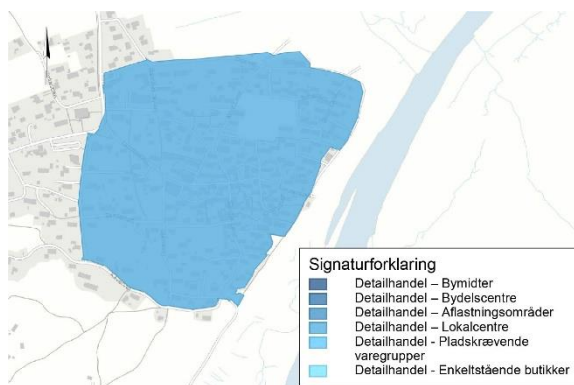 Signaturforklaring
Detailhandel – Bymidter
Detailhandel – Bydelscentre
Detailhandel – Aflastningsområder
Detailhandel – Lokalcentre
Detailhandel - Pladskrævende
varegrupper
Detailhandel - Enkeltstående butikker